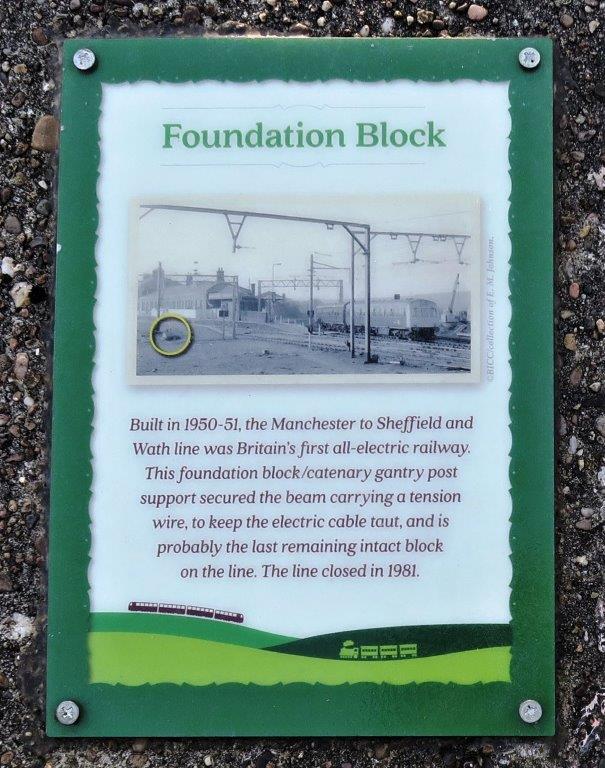 Foundation Block
©BICC/collection of E. M. Johnson.
Built in 1950-51, the Manchester to Sheffield and
Wath line was Britain's first all-electric railway.
This foundation block/catenary gantry post
support secured the beam carrying a tension
wire, to keep the electric cable taut, and is
probably the last remaining intact block
on the line. The line closed in 1981.